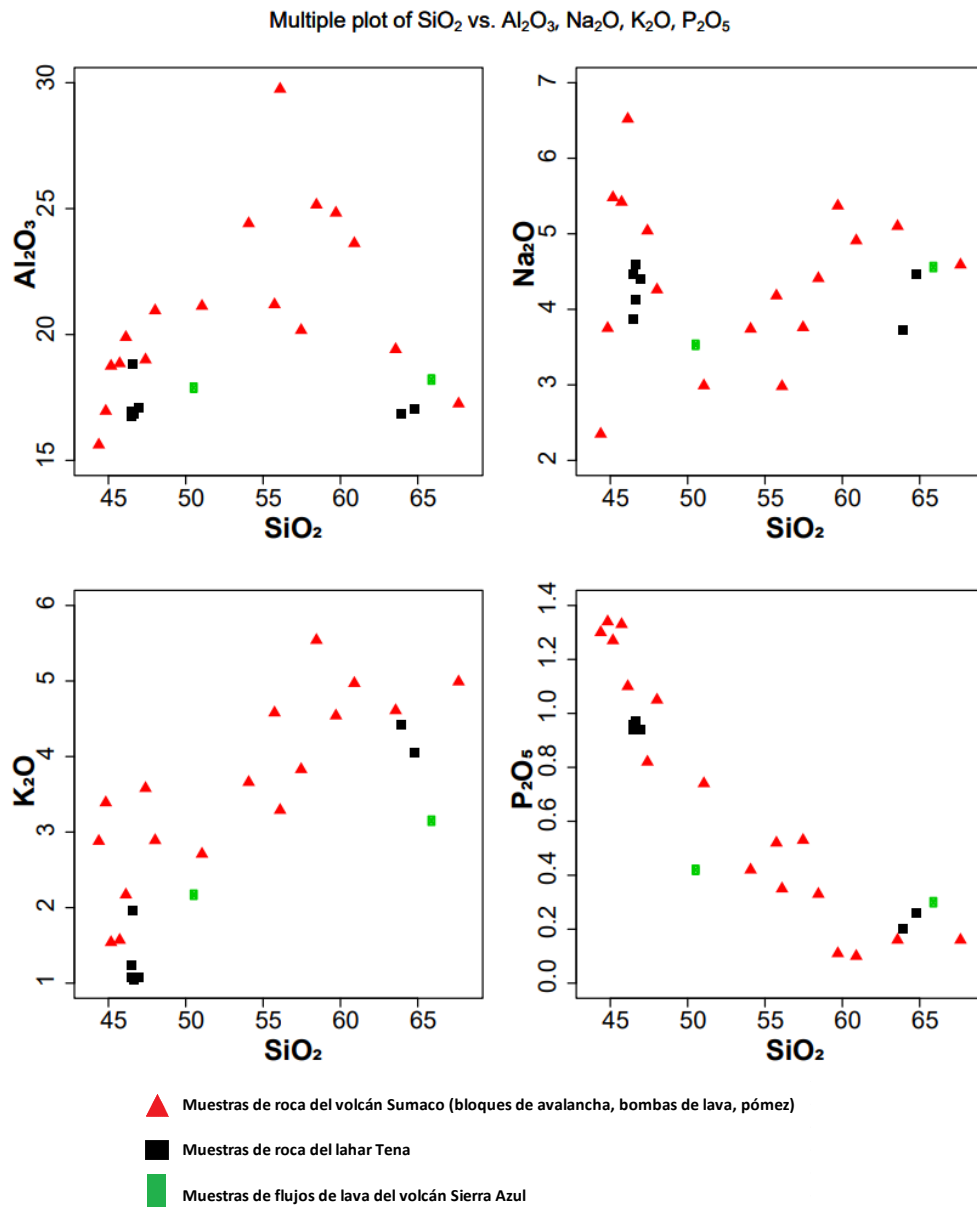 Multiple plot of SiO₂ vs. Al₂O₃, Na₂O, K₂O, P₂O₅
Al₂O₃
30
25
20
15
45 50 55 60 65
SiO₂
Na₂O
7
6
5
4
3
2
45 50 55 60 65
SiO₂
K₂O
6
5
4
3
2
1
45 50 55 60 65
SiO₂
P₂O₅
1.4
1.2
1.0
0.8
0.6
0.4
0.2
0.0
45 50 55 60 65
SiO₂
Muestras de roca del volcán Sumaco (bloques de avalancha, bombas de lava, pómez)
Muestras de roca del lahar Tena
Muestras de flujos de lava del volcán Sierra Azul